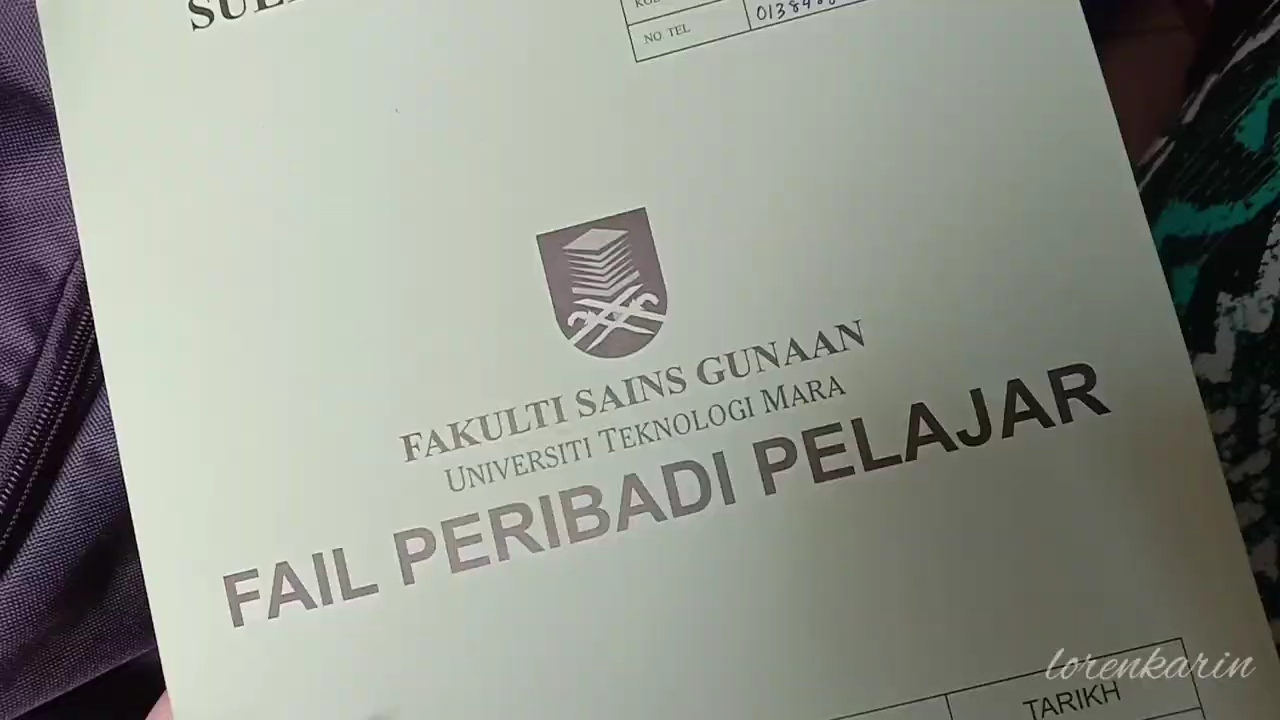 NO TEL
FAKULTI SAINS GUNAAN
UNIVERSITI TEKNOLOGI MARA
FAIL PERIBADI PELAJAR
TARIKH
lorenkarin